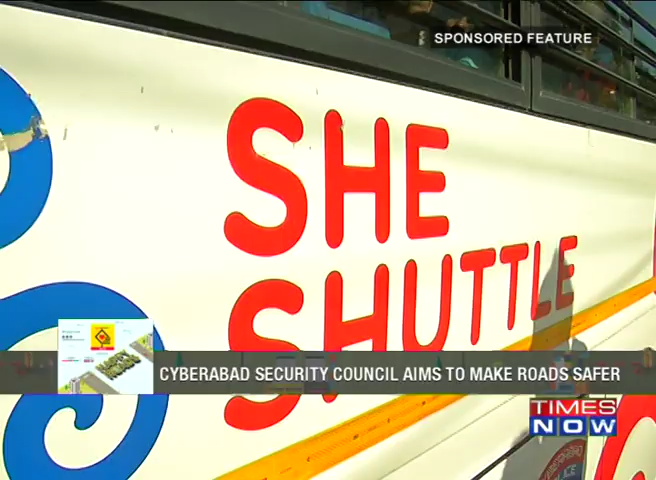 SPONSORED FEATURE
SHE
SHUTTLE
CYBERABAD SECURITY COUNCIL AIMS TO MAKE ROADS SAFER
TIMES
NOW